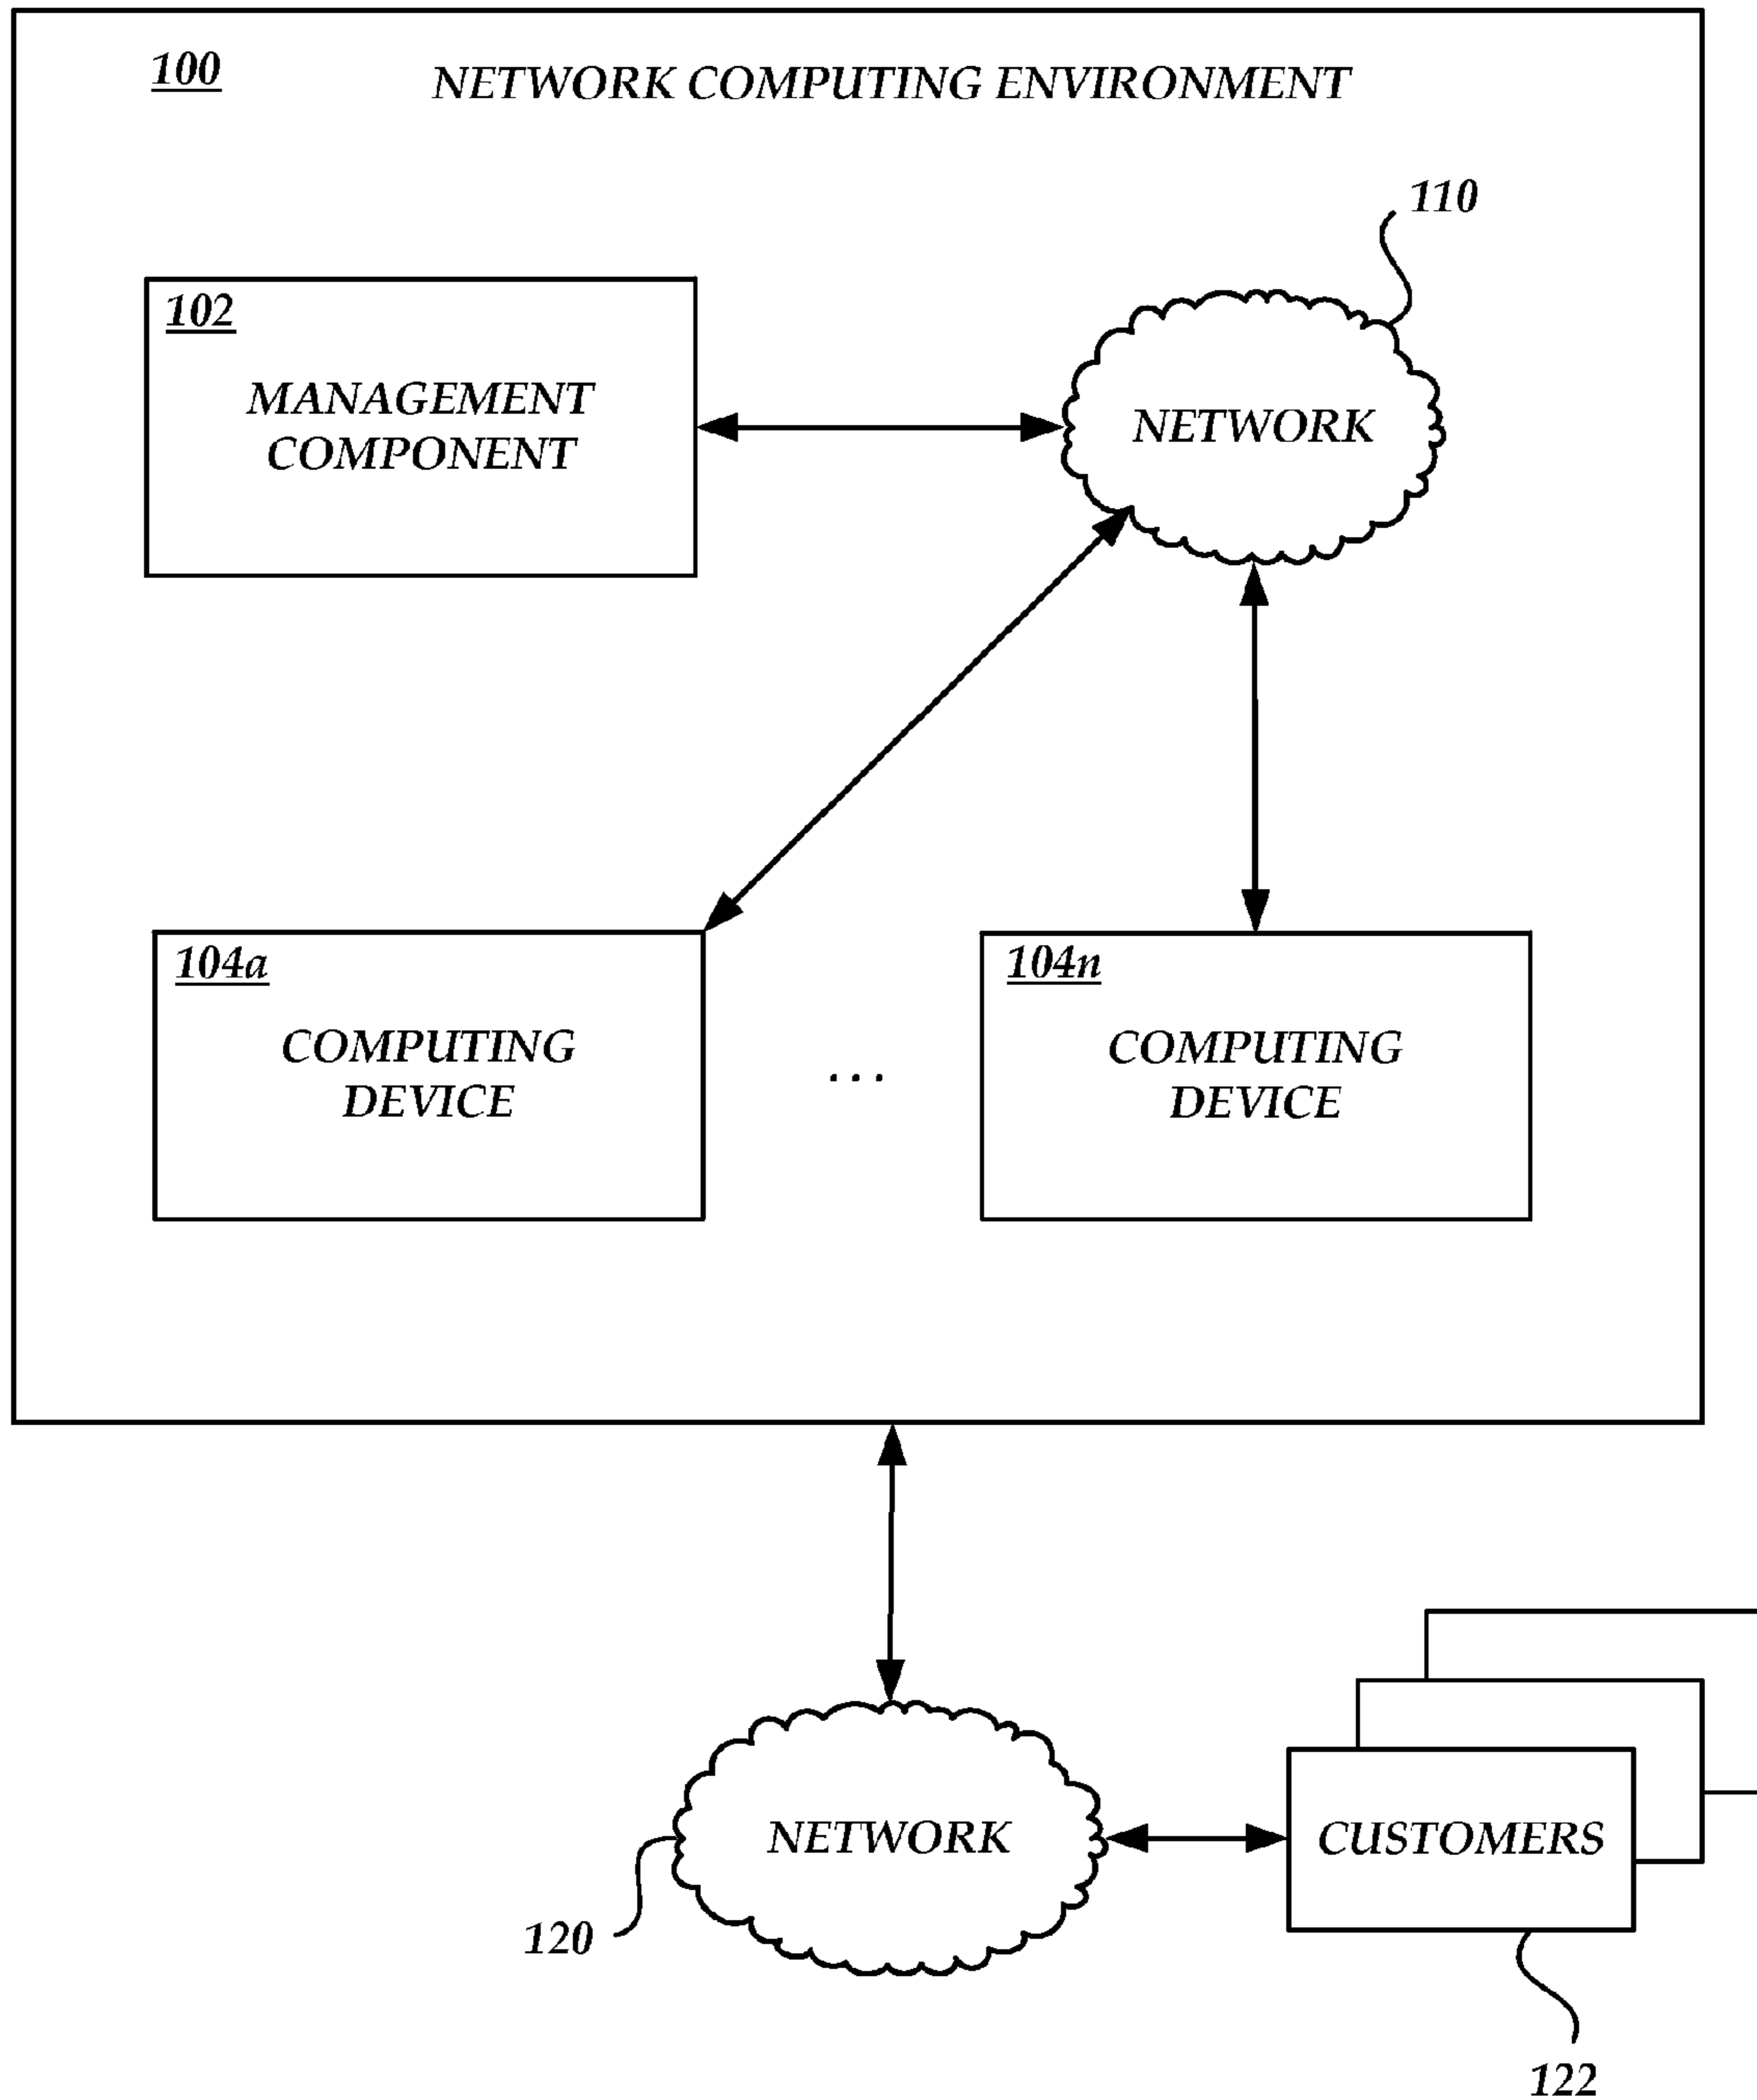 100
NETWORK COMPUTING ENVIRONMENT
110
102
MANAGEMENT
COMPONENT
NETWORK
104a
COMPUTING
DEVICE
...
104n
COMPUTING
DEVICE
NETWORK
120
CUSTOMERS
122